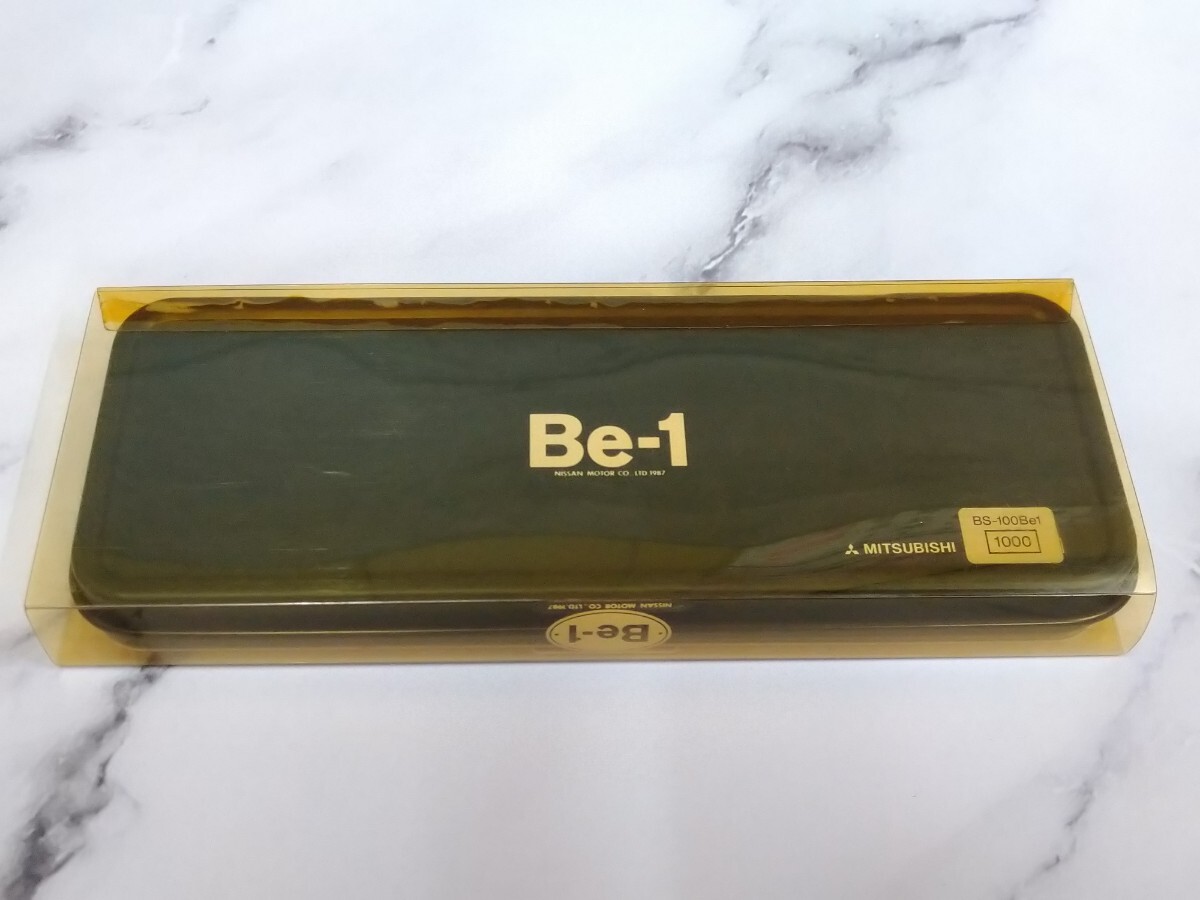 Be-1
NISSAN MOTOR CO. LTD 1987
BS-100Be1
1000
MITSUBISHI
NISSAN MOTOR CO., LTD. 1987
Be-1